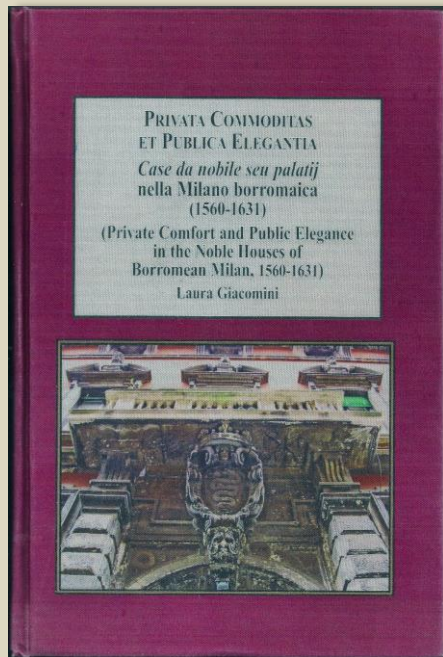 PRIVATA COMMODITAS
ET PUBLICA ELEGANTIA
Case da nobile seu palatij
nella Milano borromaica
(1560-1631)
(Private Comfort and Public Elegance
in the Noble Houses of
Borromean Milan, 1560-1631)
Laura Giacomini